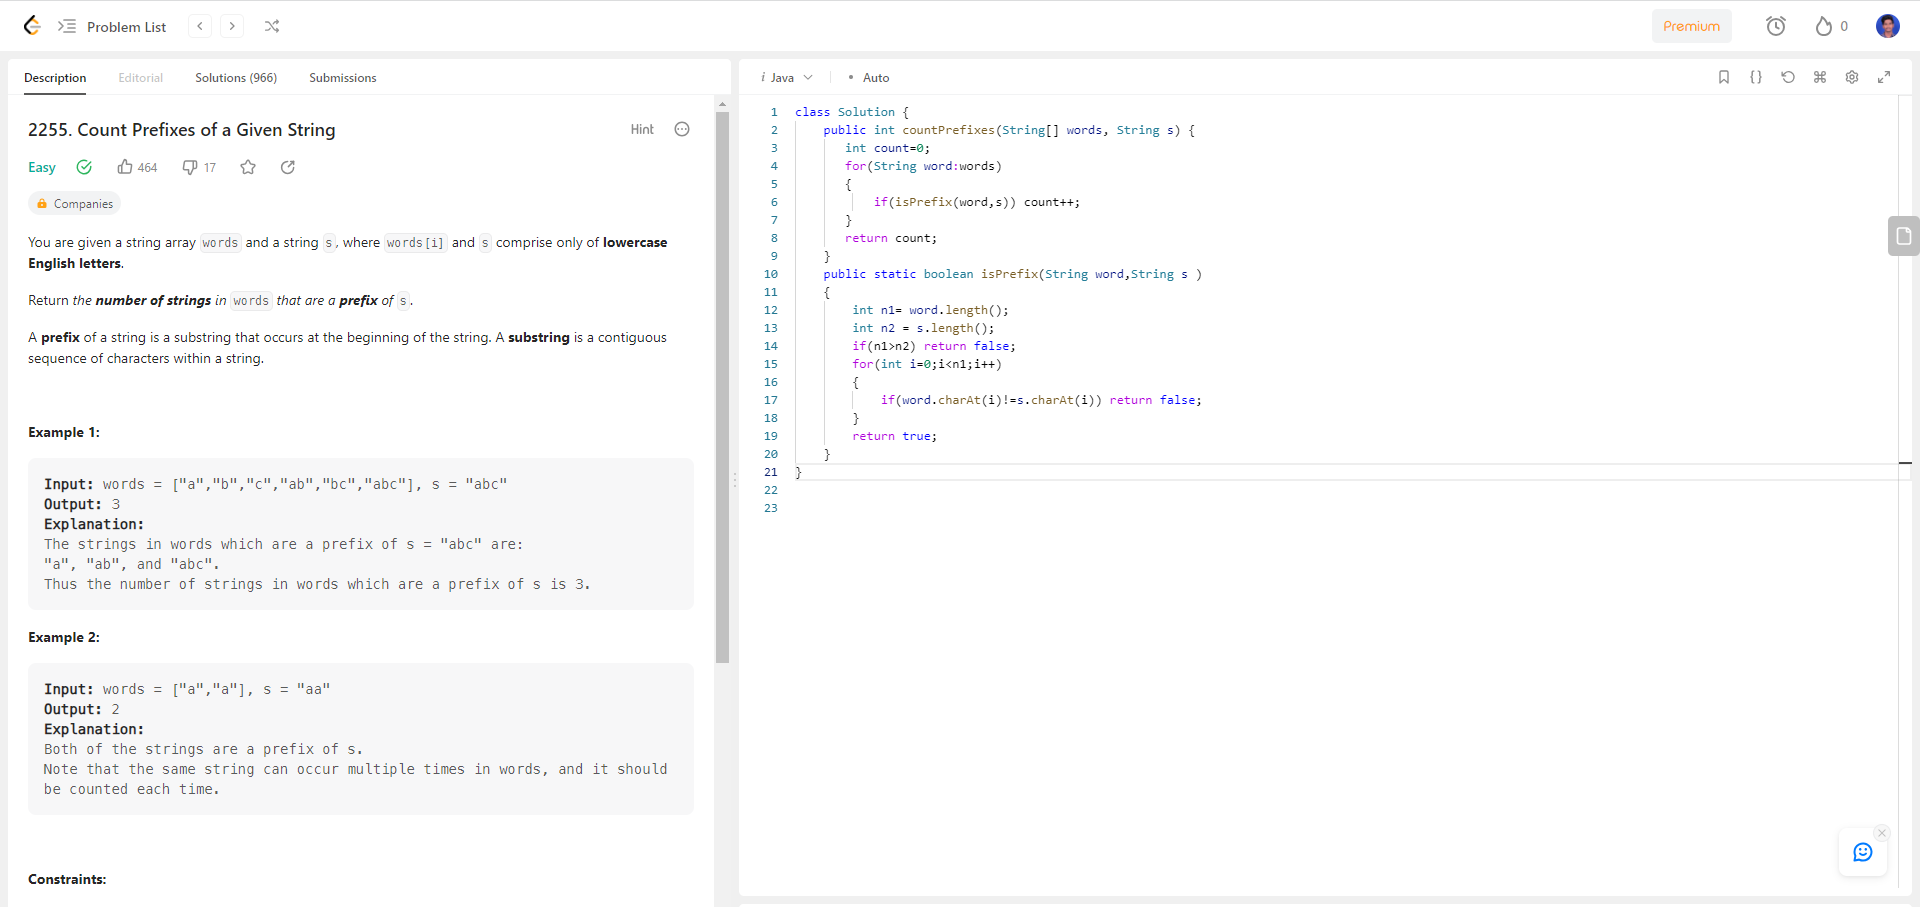 Problem List
Premium
0
Description Editorial Solutions (966) Submissions
2255. Count Prefixes of a Given String
Hint
Easy 464 17
Companies
You are given a string array words and a string s, where words[i] and s comprise only of lowercase
English letters.
Return the number of strings in words that are a prefix of s.
A prefix of a string is a substring that occurs at the beginning of the string. A substring is a contiguous
sequence of characters within a string.
Example 1:
Input: words = ["a","b","c","ab","bc","abc"], s = "abc"
Output: 3
Explanation:
The strings in words which are a prefix of s = "abc" are:
"a", "ab", and "abc".
Thus the number of strings in words which are a prefix of s is 3.
Example 2:
Input: words = ["a","a"], s = "aa"
Output: 2
Explanation:
Both of the strings are a prefix of s.
Note that the same string can occur multiple times in words, and it should
be counted each time.
Constraints:
i Java • Auto
1 class Solution {
2 public int countPrefixes(String[] words, String s) {
3 int count=0;
4 for(String word:words)
5 {
6 if(isPrefix(word,s)) count++;
7 }
8 return count;
9 }
10 public static boolean isPrefix(String word,String s )
11 {
12 int n1= word.length();
13 int n2 = s.length();
14 if(n1>n2) return false;
15 for(int i=0;i<n1;i++)
16 {
17 if(word.charAt(i)!=s.charAt(i)) return false;
18 }
19 return true;
20 }
21 }
22
23